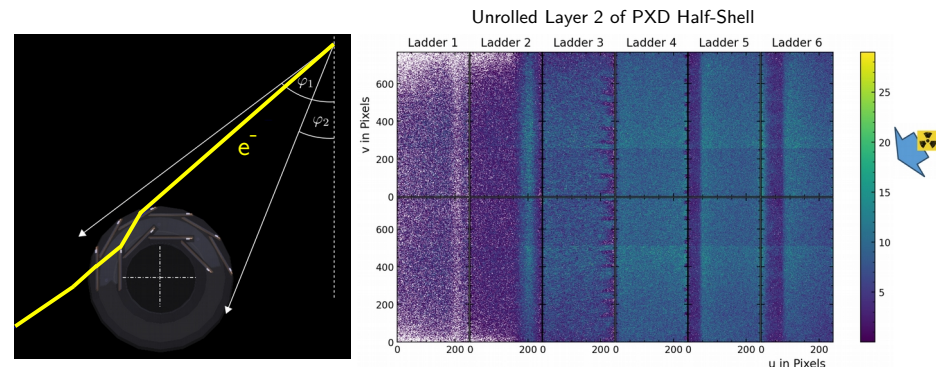 Unrolled Layer 2 of PXD Half-Shell
Ladder 1 Ladder 2 Ladder 3 Ladder 4 Ladder 5 Ladder 6
φ1
φ2
e-
v in Pixels
600
400
200
0
600
400
200
0
0 200 0 200 0 200 0 200 0 200 0 200
u in Pixels
25
20
15
10
5